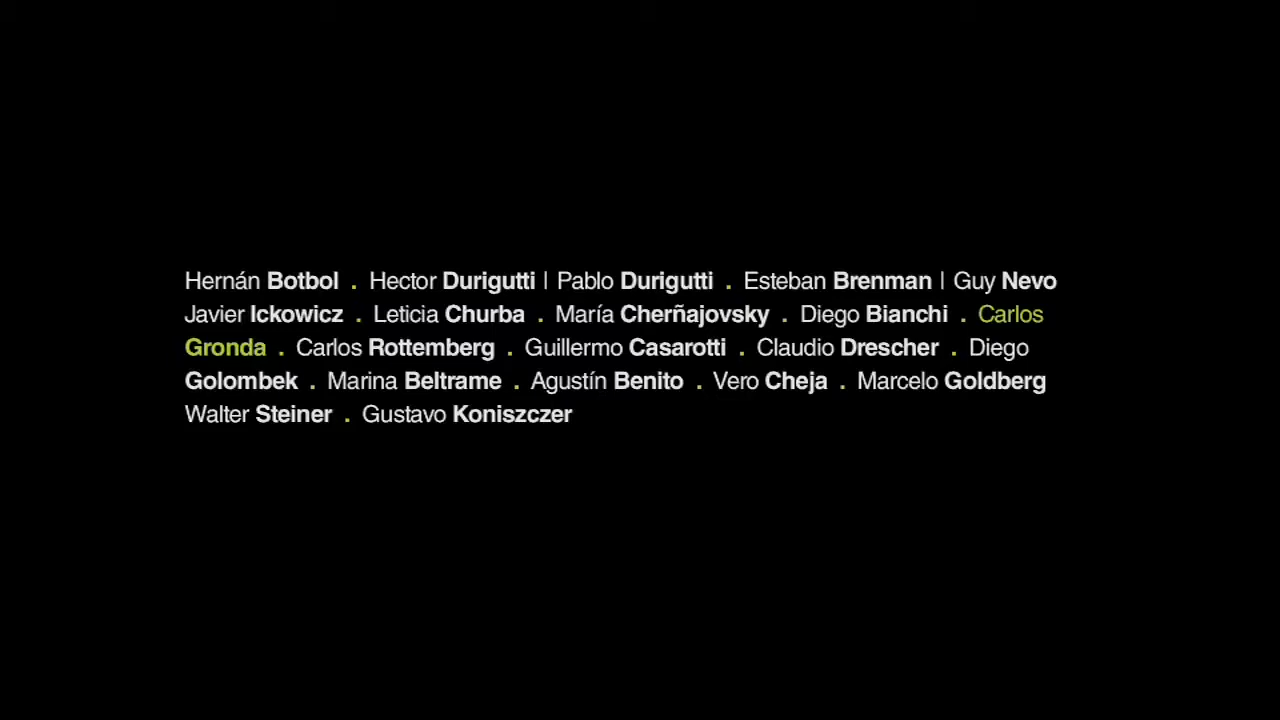 Hernán Botbol . Hector Durigutti | Pablo Durigutti . Esteban Brenman | Guy Nevo
Javier Ickowicz . Leticia Churba . María Cherñajovsky . Diego Bianchi . Carlos
Gronda . Carlos Rottemberg . Guillermo Casarotti . Claudio Drescher . Diego
Golombek . Marina Beltrame . Agustín Benito . Vero Cheja . Marcelo Goldberg
Walter Steiner . Gustavo Koniszczer